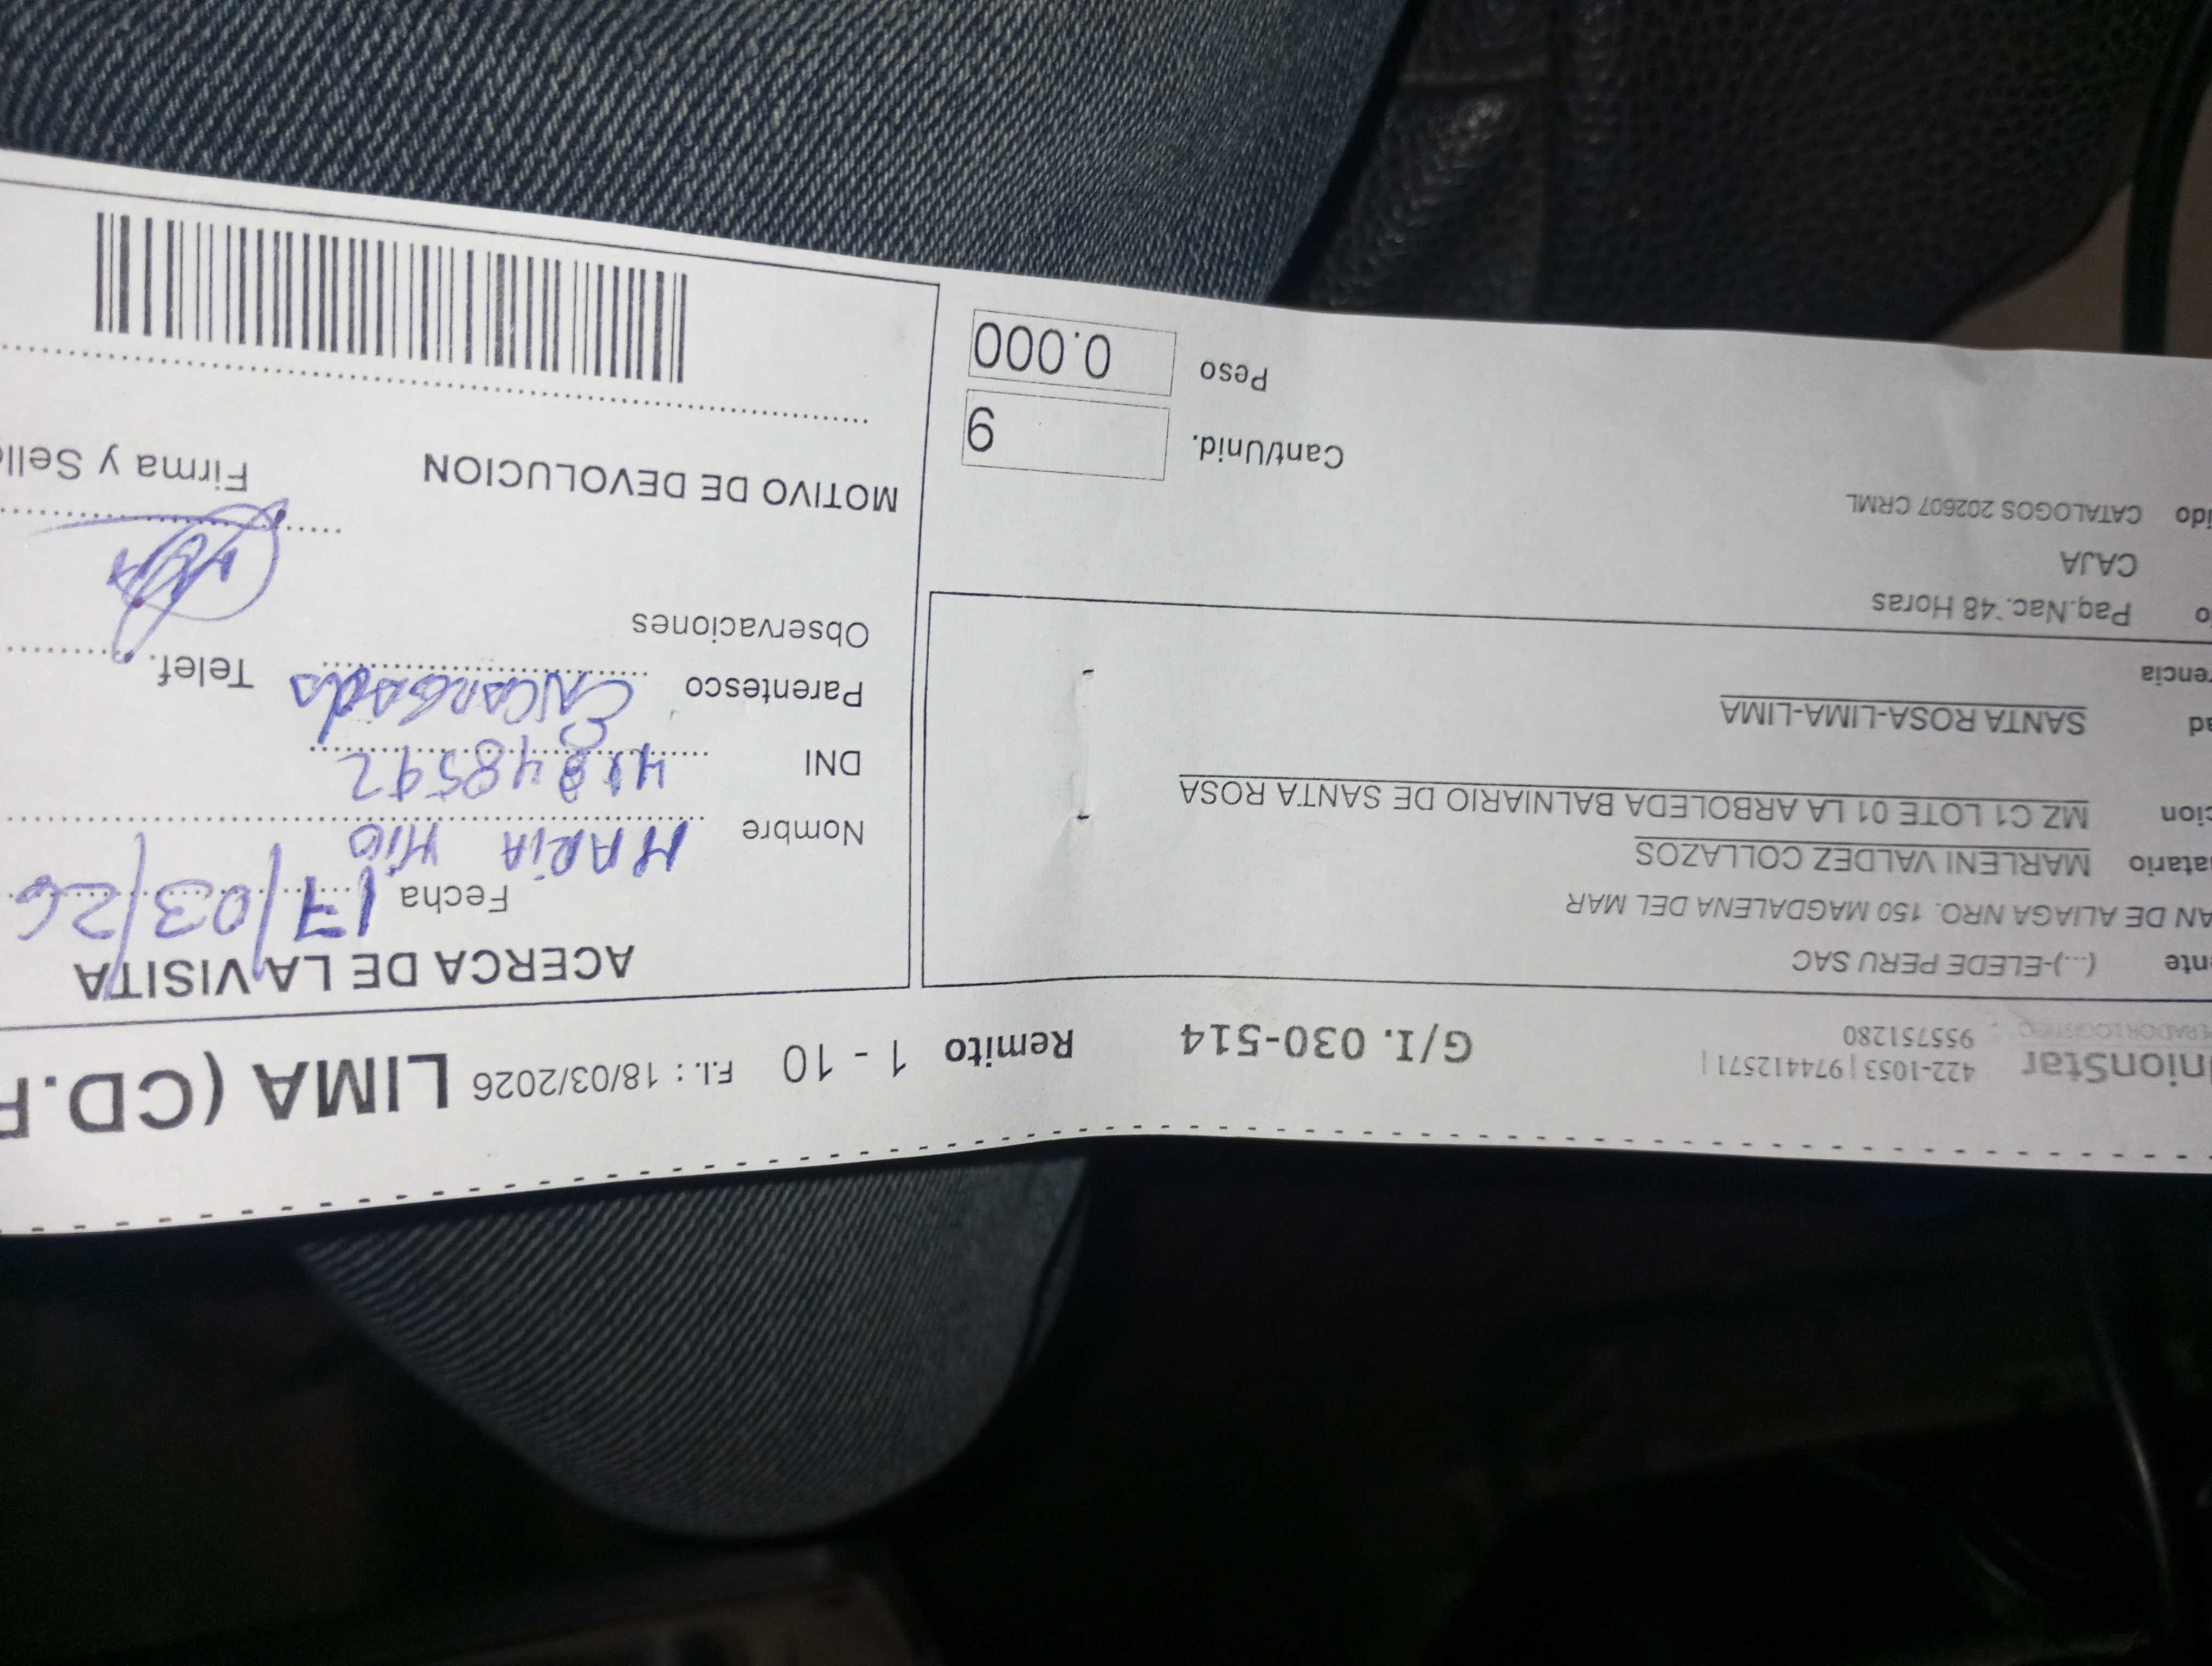 nionStar 422-1053 | 974412571 |
955751280
G/I. 030-514 Remito 1 - 10 F.I. : 18/03/2026 LIMA ( CD.P
nte (...)-ELEDE PERU SAC
AN DE ALIAGA NRO. 150 MAGDALENA DEL MAR
atario MARLENI VALDEZ COLLAZOS
cion MZ C1 LOTE 01 LA ARBOLEDA BALNIARIO DE SANTA ROSA
ad SANTA ROSA-LIMA-LIMA
rencia
o Paq.Nac. 48 Horas
CAJA
ido CATALOGOS 202607 CRML
Cant/Unid. 9
Peso 0.000
ACERCA DE LA VISITA
Fecha 17/03/26
Nombre MARIA MIO
DNI
Parentesco ENCARGADA Telef.
Observaciones
MOTIVO DE DEVOLUCION Firma y Sell